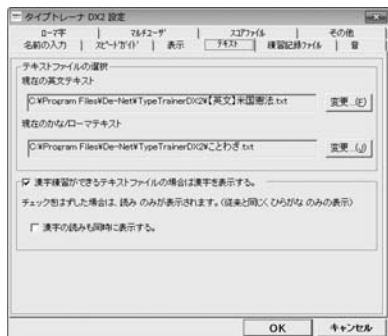 タイプトレーナ DX2 設定
ローマ字 マルチユーザ スコアファイル その他
名前の入力 スピードガイド 表示 テキスト 練習記録ファイル 音
テキストファイルの選択
現在の英文テキスト
C:¥Program Files¥De-Net¥TypeTrainerDX2¥【英文】米国憲法.txt 変更...(E)
現在のかな/ローマテキスト
C:¥Program Files¥De-Net¥TypeTrainerDX2¥ことわざ.txt 変更...(J)
漢字練習ができるテキストファイルの場合は漢字を表示する。
チェックをはずした場合は、読み のみが表示されます。(従来と同じく ひらがな のみの表示)
漢字の読みも同時に表示する。
OK キャンセル